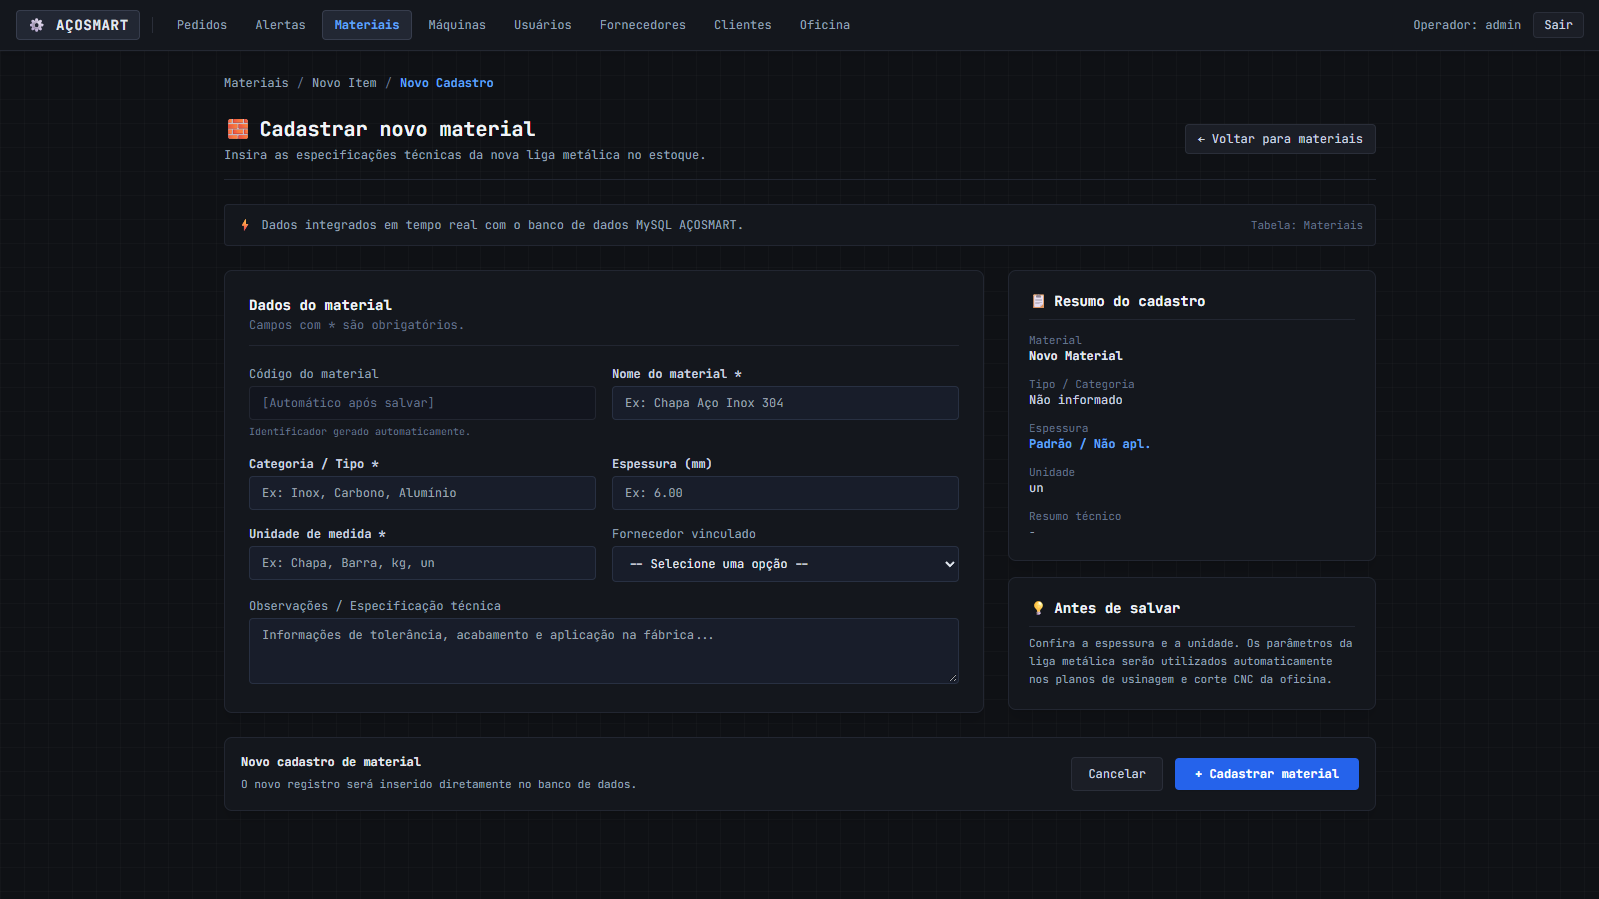 AÇOSMART
Pedidos
Alertas
Materiais
Máquinas
Usuários
Fornecedores
Clientes
Oficina
Operador: admin
Sair
Materiais / Novo Item / Novo Cadastro
Cadastrar novo material
Insira as especificações técnicas da nova liga metálica no estoque.
← Voltar para materiais
Dados integrados em tempo real com o banco de dados MySQL AÇOSMART.
Tabela: Materiais
Dados do material
Campos com * são obrigatórios.
Código do material
[Automático após salvar]
Identificador gerado automaticamente.
Nome do material *
Ex: Chapa Aço Inox 304
Categoria / Tipo *
Ex: Inox, Carbono, Alumínio
Espessura (mm)
Ex: 6.00
Unidade de medida *
Ex: Chapa, Barra, kg, un
Fornecedor vinculado
-- Selecione uma opção --
Observações / Especificação técnica
Informações de tolerância, acabamento e aplicação na fábrica...
Resumo do cadastro
Material
Novo Material
Tipo / Categoria
Não informado
Espessura
Padrão / Não apl.
Unidade
un
Resumo técnico
-
Antes de salvar
Confira a espessura e a unidade. Os parâmetros da
liga metálica serão utilizados automaticamente
nos planos de usinagem e corte CNC da oficina.
Novo cadastro de material
O novo registro será inserido diretamente no banco de dados.
Cancelar
+ Cadastrar material